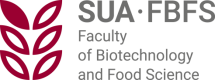 SUA·FBFS
Faculty
of Biotechnology
and Food Science